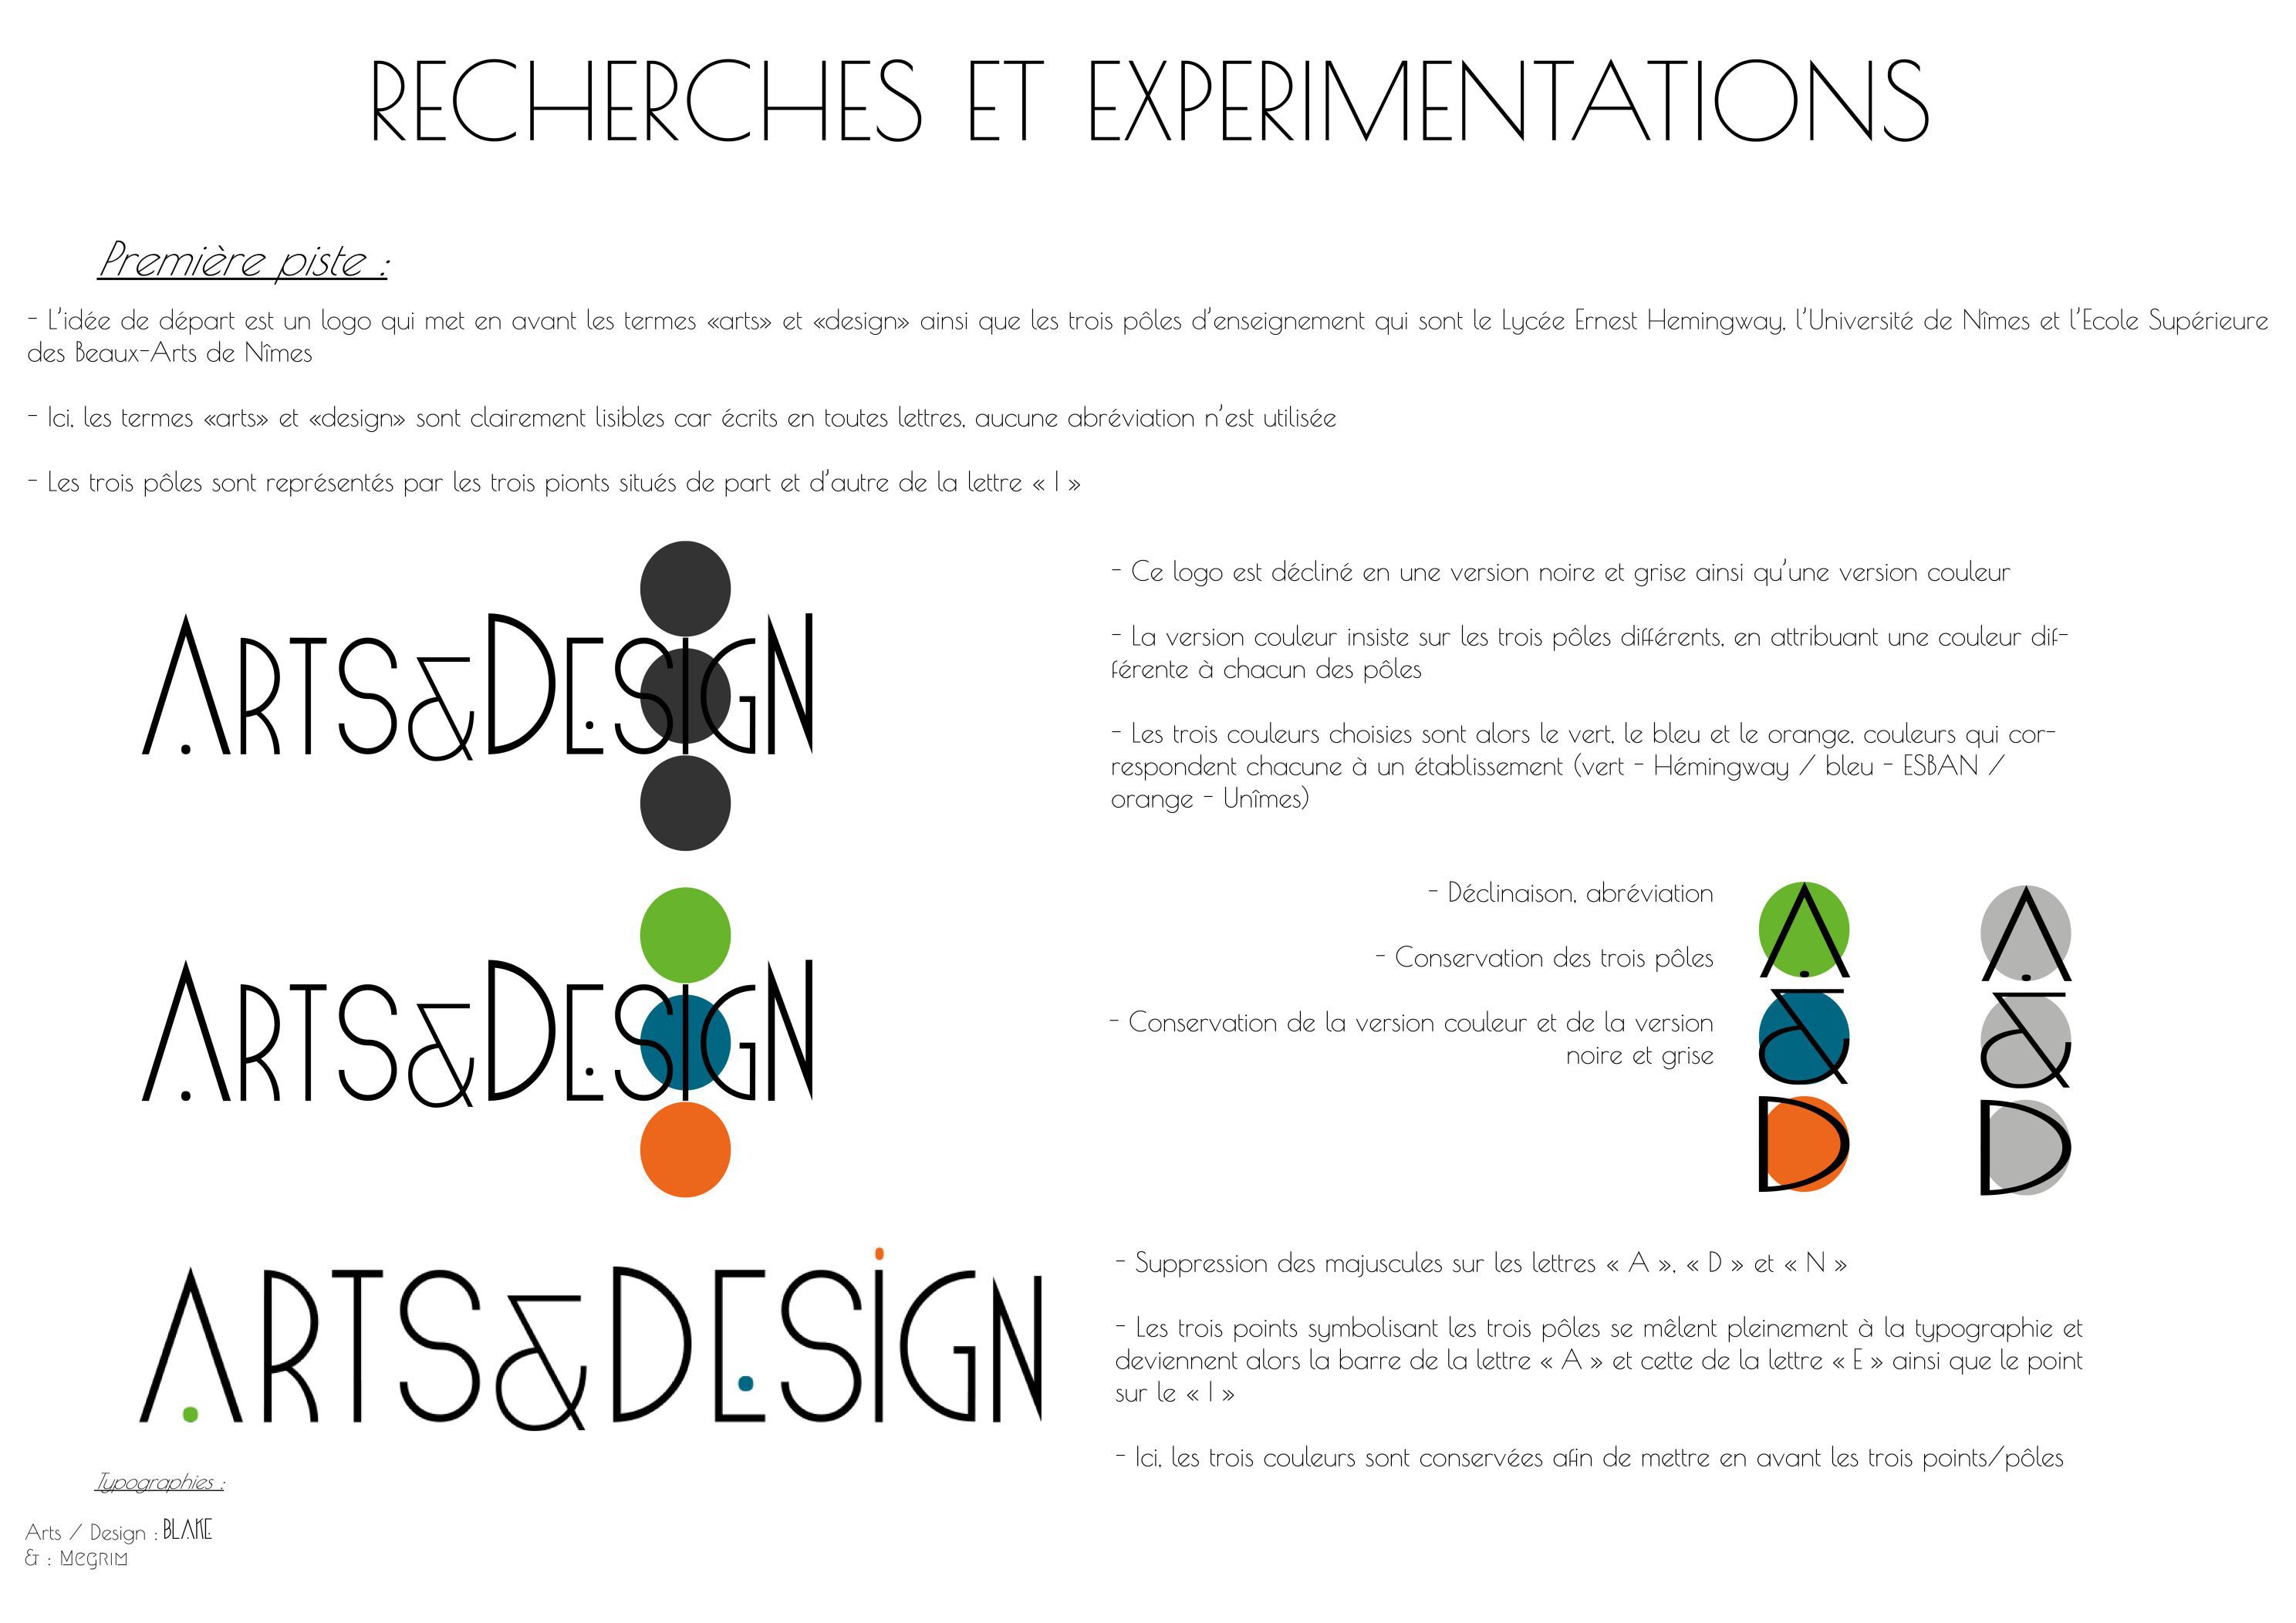 RECHERCHES ET EXPERIMENTATIONS
Première piste :
- L'idée de départ est un logo qui met en avant les termes «arts» et «design» ainsi que les trois pôles d'enseignement qui sont le Lycée Ernest Hemingway, l'Université de Nîmes et l'Ecole Supérieure
des Beaux-Arts de Nîmes
- Ici, les termes «arts» et «design» sont clairement lisibles car écrits en toutes lettres, aucune abréviation n'est utilisée
- Les trois pôles sont représentés par les trois pionts situés de part et d'autre de la lettre « I »
ARTS&DESIGN
- Ce logo est décliné en une version noire et grise ainsi qu'une version couleur
- La version couleur insiste sur les trois pôles différents, en attribuant une couleur dif-
férente à chacun des pôles
- Les trois couleurs choisies sont alors le vert, le bleu et le orange, couleurs qui cor-
respondent chacune à un établissement (vert - Hémingway / bleu - ESBAN /
orange - Unîmes)
ARTS&DESIGN
- Déclinaison, abréviation
- Conservation des trois pôles
- Conservation de la version couleur et de la version
noire et grise
A
&
D
A
&
D
ARTS&DESIGN
- Suppression des majuscules sur les lettres « A », « D » et « N »
- Les trois points symbolisant les trois pôles se mêlent pleinement à la typographie et
deviennent alors la barre de la lettre « A » et cette de la lettre « E » ainsi que le point
sur le « I »
- Ici, les trois couleurs sont conservées afin de mettre en avant les trois points/pôles
Typographies :
Arts / Design : BLAKE
& : Megrim